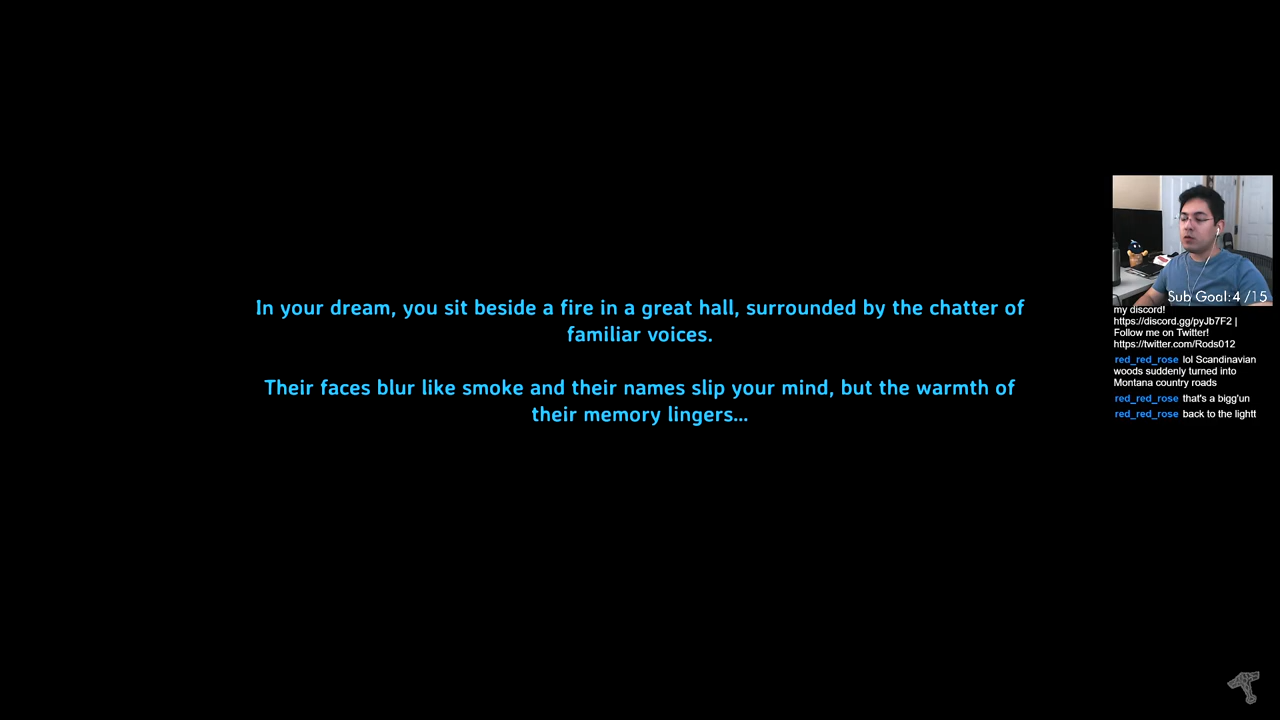 In your dream, you sit beside a fire in a great hall, surrounded by the chatter of
familiar voices.
Their faces blur like smoke and their names slip your mind, but the warmth of
their memory lingers...
Sub Goal: 4 /15
my discord!
https://discord.gg/pyJb7F2 |
Follow me on Twitter!
https://twitter.com/Rods012
red_red_rose lol Scandinavian
woods suddenly turned into
Montana country roads
red_red_rose that's a bigg'un
red_red_rose back to the lightt